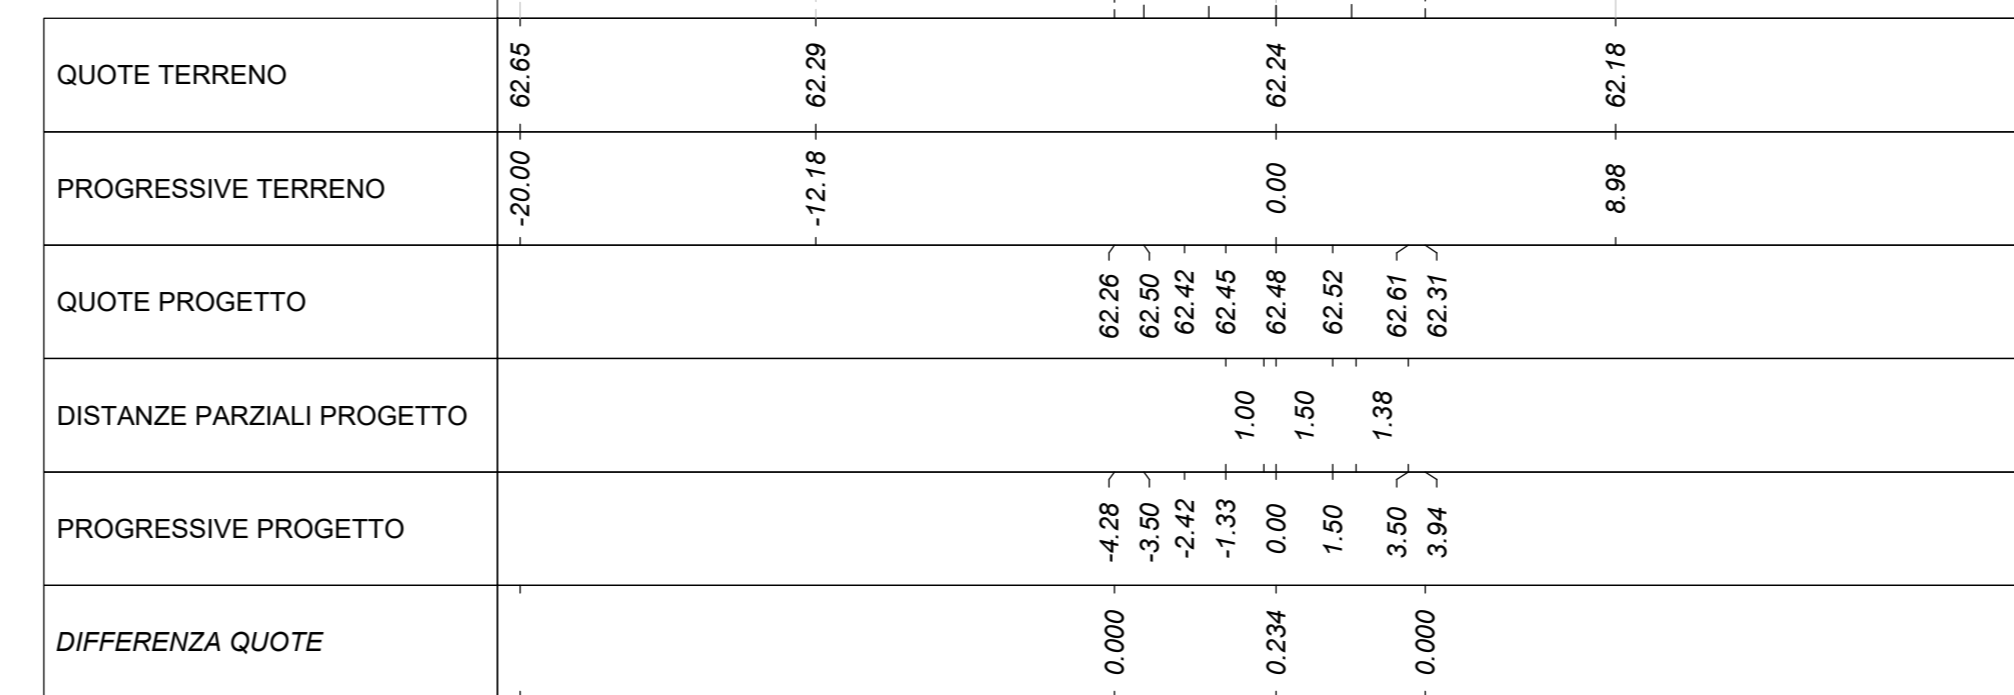 QUOTE TERRENO 62.65 62.29 62.24 62.18
PROGRESSIVE TERRENO -20.00 -12.18 0.00 8.98
QUOTE PROGETTO 62.26 62.50 62.42 62.45 62.48 62.52 62.61 62.31
DISTANZE PARZIALI PROGETTO 1.00 1.50 1.38
PROGRESSIVE PROGETTO -4.28 -3.50 -2.42 -1.33 0.00 1.50 3.50 3.94
DIFFERENZA QUOTE 0.000 0.234 0.000